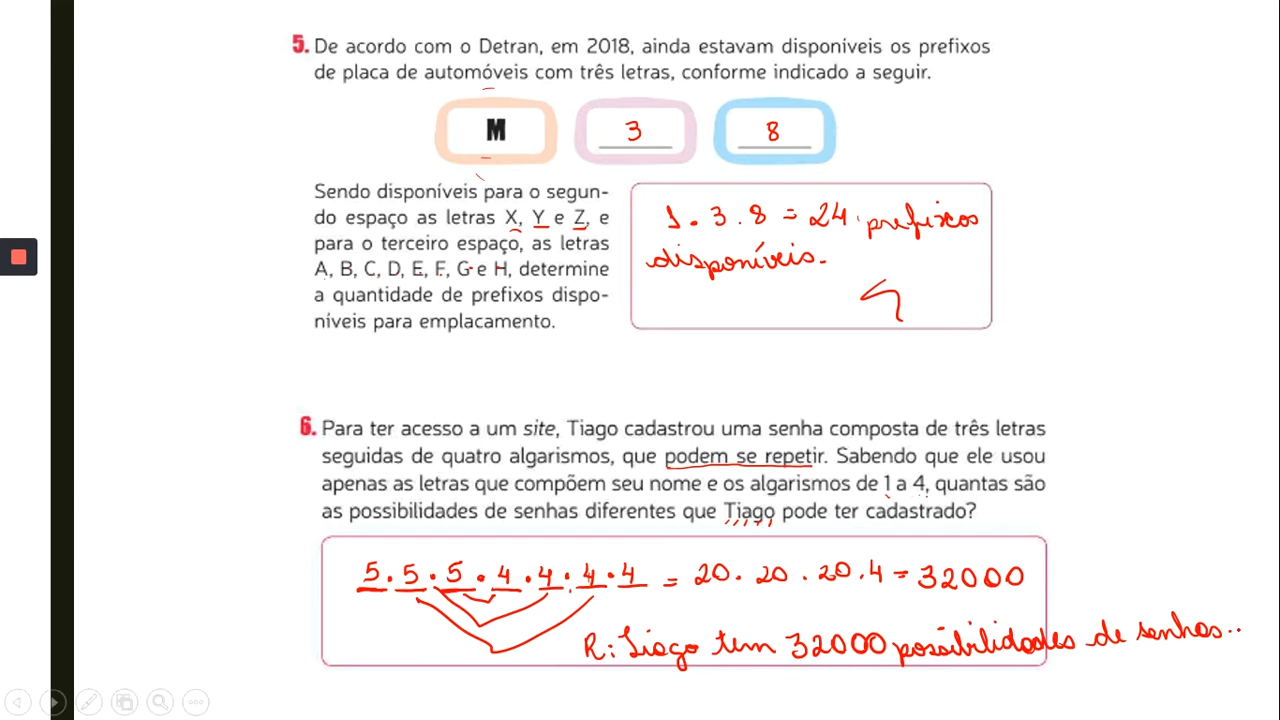 5. De acordo com o Detran, em 2018, ainda estavam disponíveis os prefixos
de placa de automóveis com três letras, conforme indicado a seguir.
M 3 8
Sendo disponíveis para o segun-
do espaço as letras X, Y e Z, e
para o terceiro espaço, as letras
A, B, C, D, E, F, G e H, determine
a quantidade de prefixos dispo-
níveis para emplacamento.
1 . 3 . 8 = 24 . prefixos
disponíveis.
6. Para ter acesso a um site, Tiago cadastrou uma senha composta de três letras
seguidas de quatro algarismos, que podem se repetir. Sabendo que ele usou
apenas as letras que compõem seu nome e os algarismos de 1 a 4, quantas são
as possibilidades de senhas diferentes que Tiago pode ter cadastrado?
5 . 5 . 5 . 4 . 4 . 4 . 4 = 20 . 20 . 20 . 4 = 32000
R: Tiago tem 32000 possibilidades de senhas..